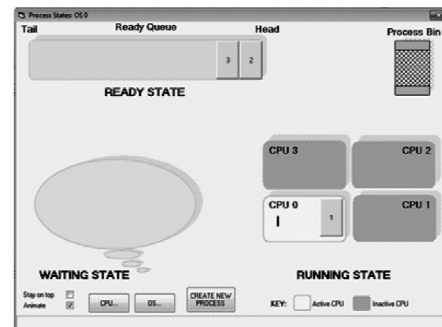 Process States: OS 0
Tail Ready Queue Head Process Bin
3 2
READY STATE
CPU 3 CPU 2
CPU 0 CPU 1
1
WAITING STATE RUNNING STATE
Stay on top
Animate CPU... OS... CREATE NEW PROCESS KEY: Active CPU Inactive CPU